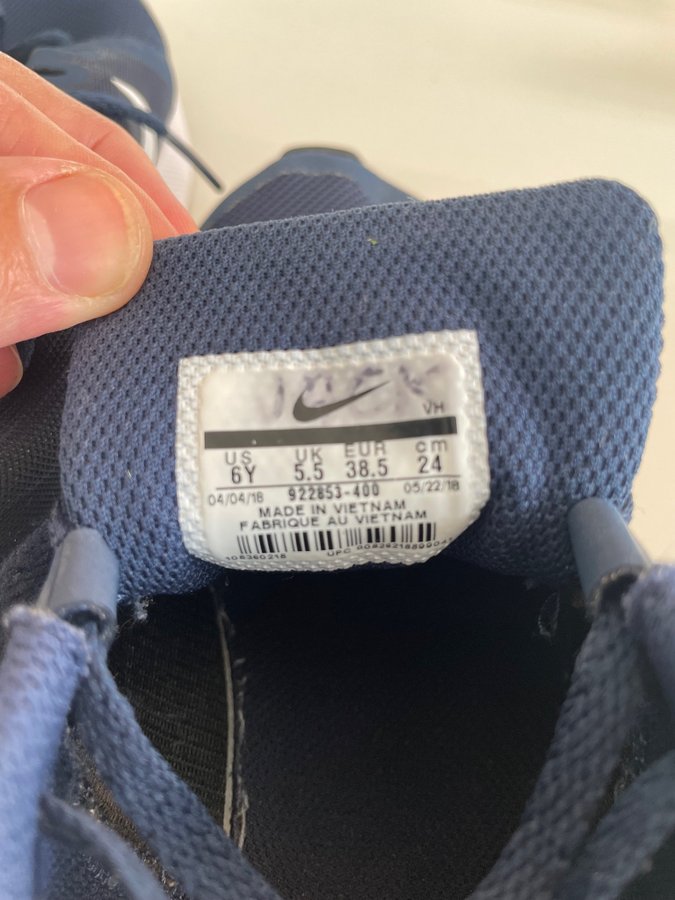 JACK
VH
US UK EUR cm
6Y 5.5 38.5 24
04/04/18 922853-400 05/22/18
MADE IN VIETNAM
FABRIQUE AU VIETNAM